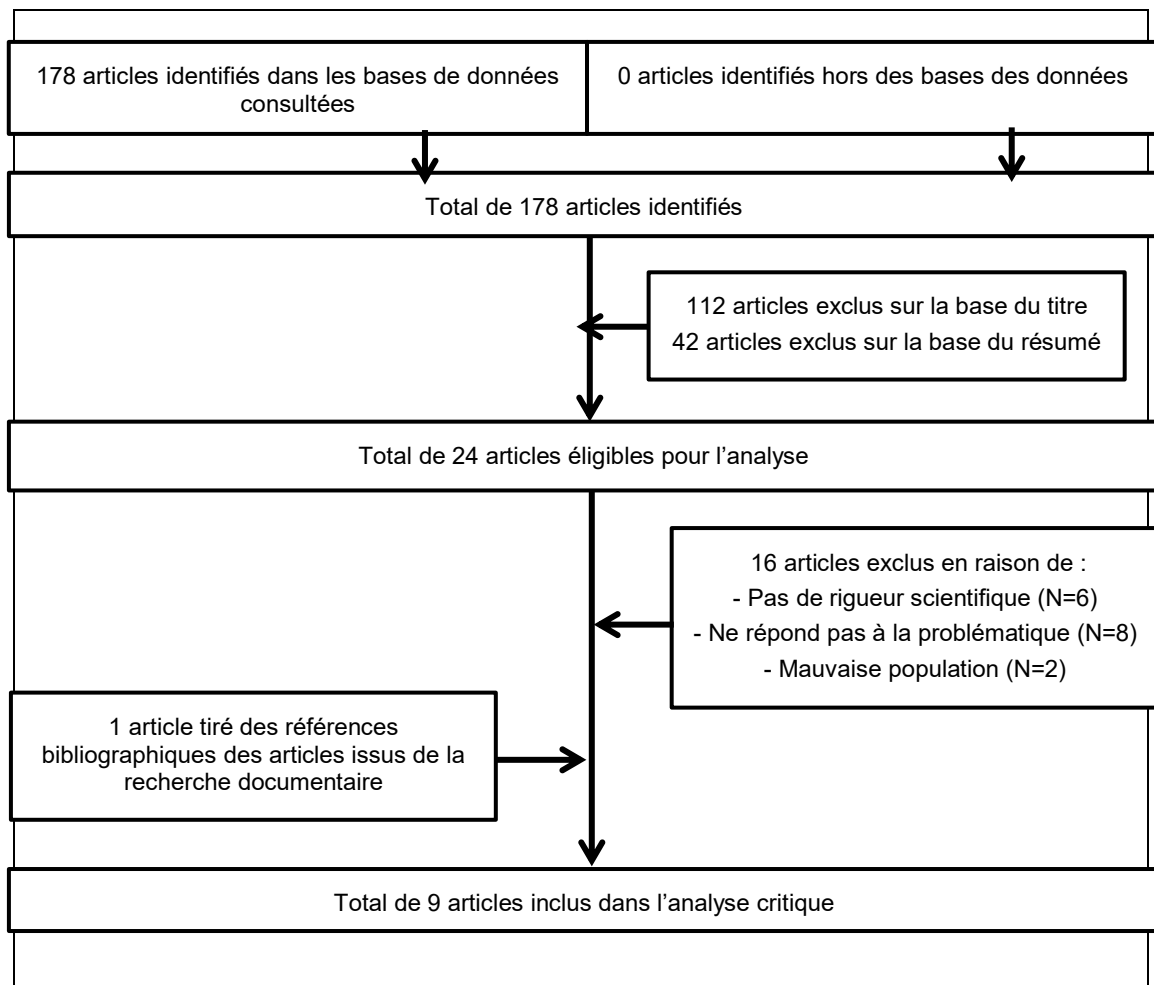 178 articles identifiés dans les bases de données
consultées
0 articles identifiés hors des bases des données
Total de 178 articles identifiés
112 articles exclus sur la base du titre
42 articles exclus sur la base du résumé
Total de 24 articles éligibles pour l’analyse
16 articles exclus en raison de :
- Pas de rigueur scientifique (N=6)
- Ne répond pas à la problématique (N=8)
- Mauvaise population (N=2)
1 article tiré des références
bibliographiques des articles issus de la
recherche documentaire
Total de 9 articles inclus dans l’analyse critique